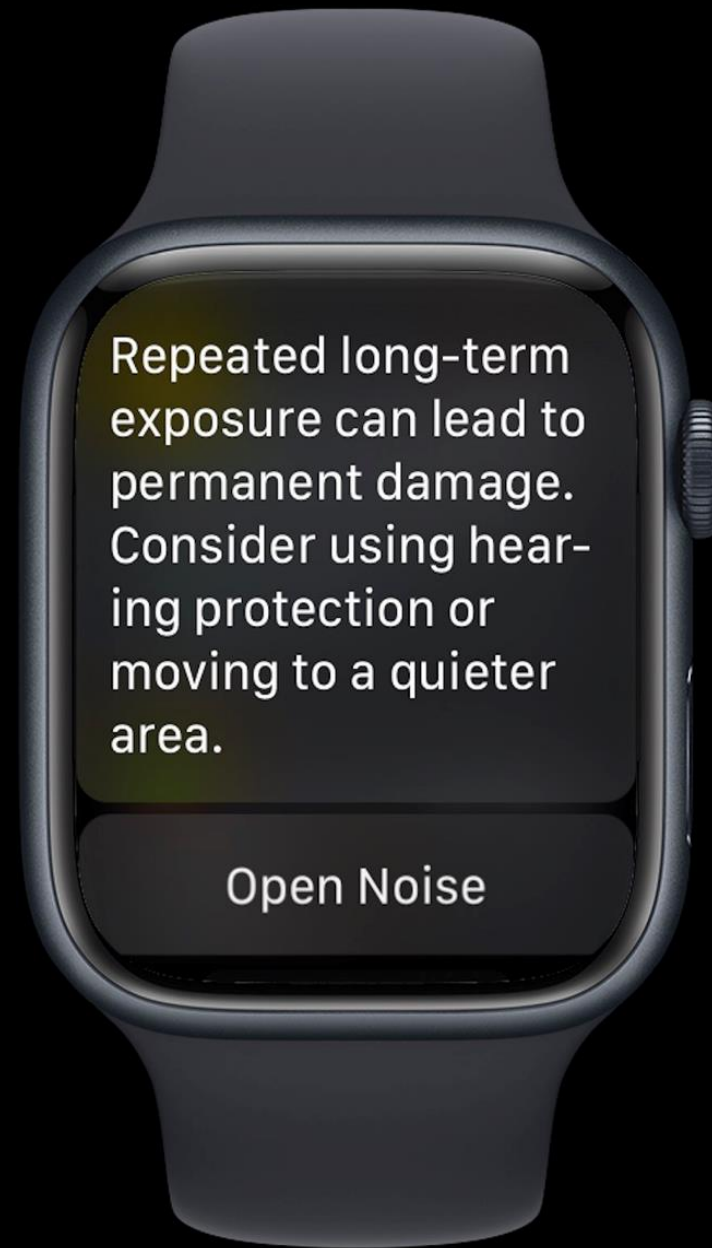 Repeated long-term
exposure can lead to
permanent damage.
Consider using hear-
ing protection or
moving to a quieter
area.
Open Noise